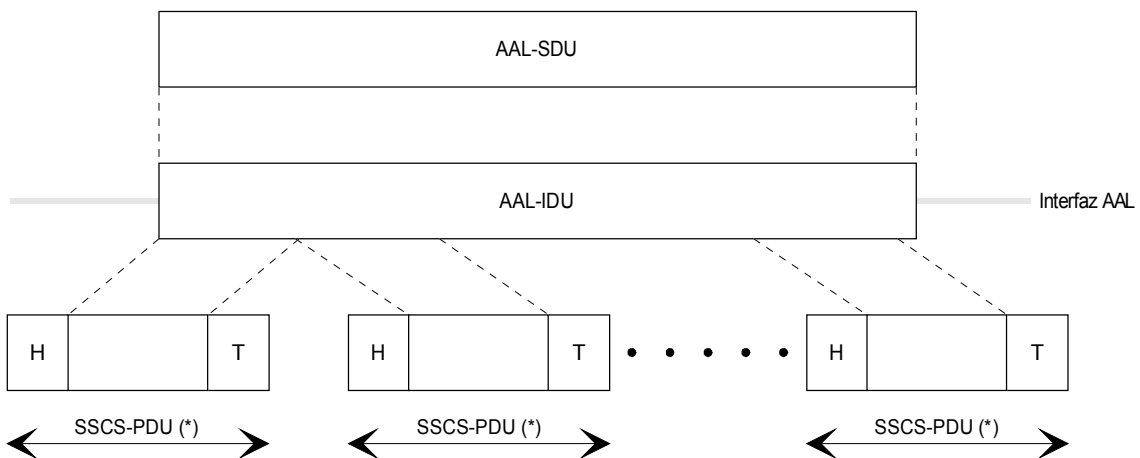 AAL-SDU
AAL-IDU
Interfaz AAL
H T H T H T
SSCS-PDU (*) SSCS-PDU (*) SSCS-PDU (*)